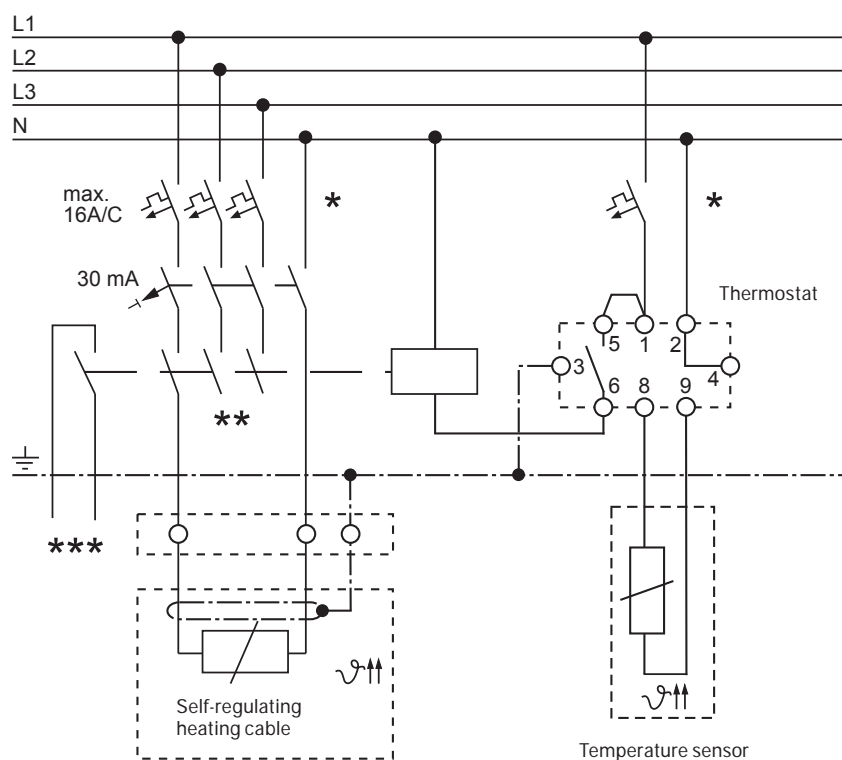 L1
L2
L3
N
max.
16A/C
*
*
30 mA
Thermostat
5 1 2
3
4
6 8 9
**
***
Self-regulating
heating cable
ϑ
ϑ
Temperature sensor